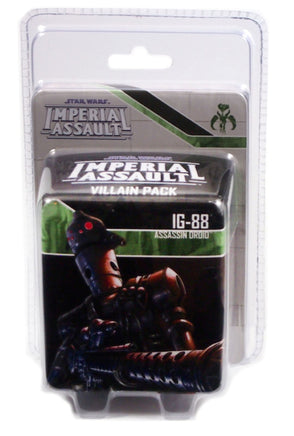 STAR WARS
IMPERIAL
ASSAULT
STAR WARS
IMPERIAL
ASSAULT
VILLAIN PACK
IG-88
ASSASSIN DROID